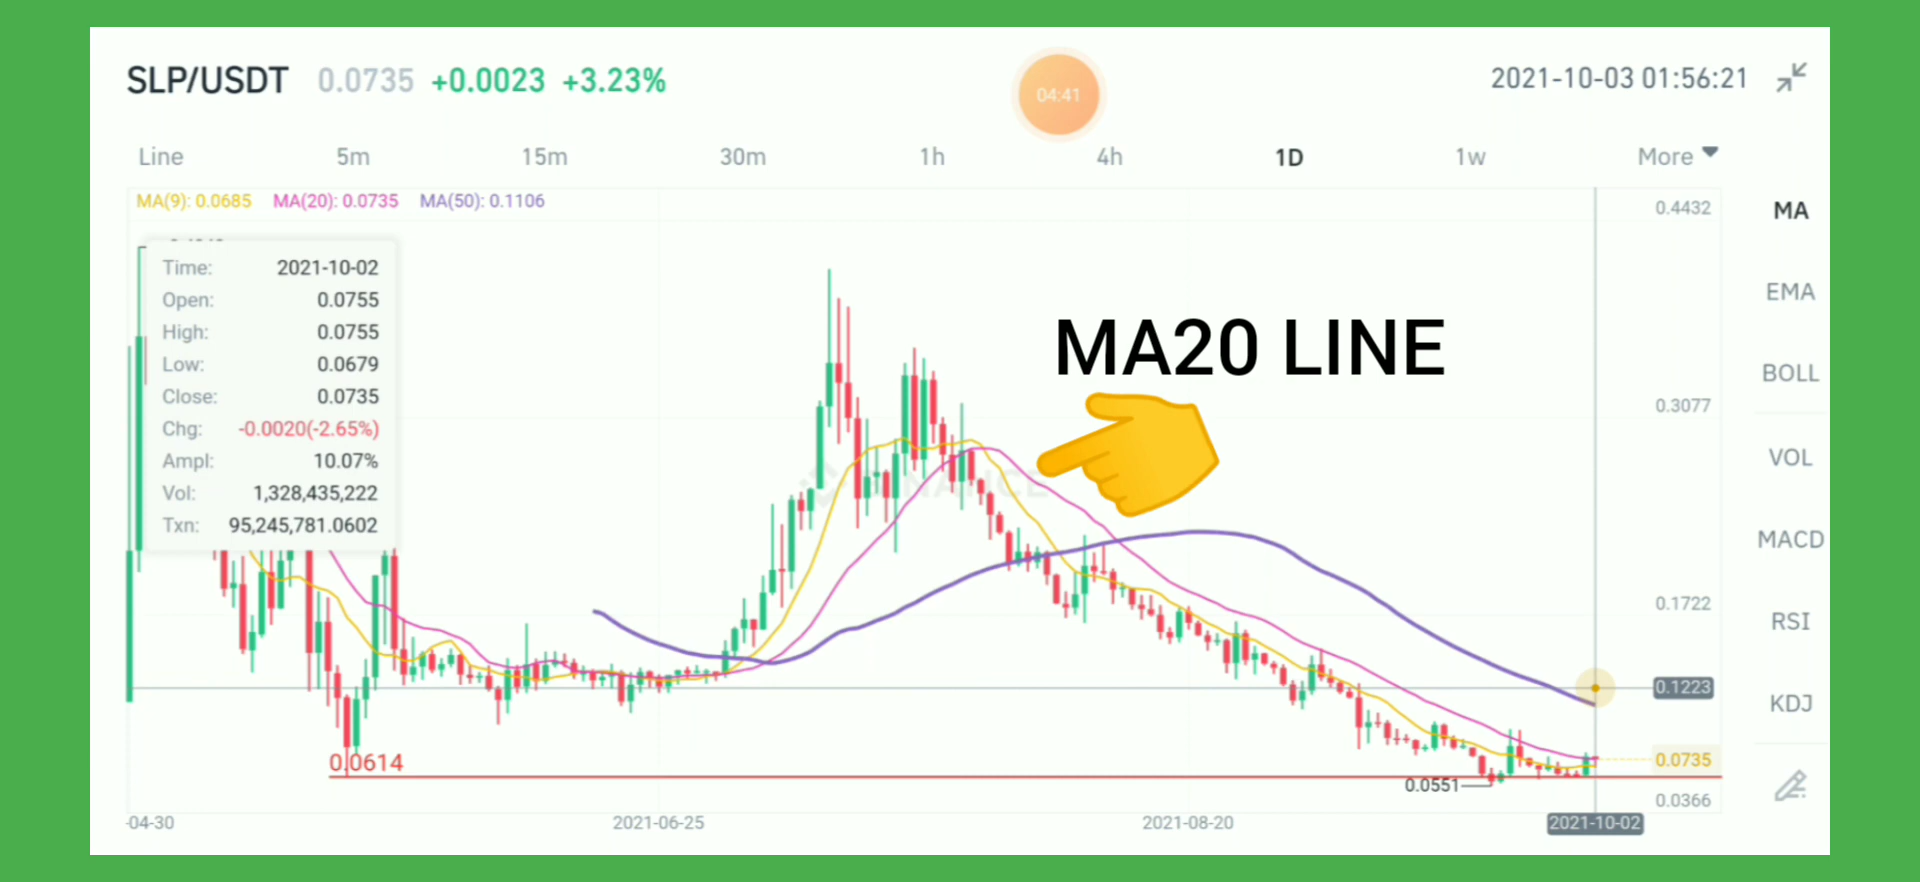 SLP/USDT 0.0735 +0.0023 +3.23% 04:41 2021-10-03 01:56:21
Line 5m 15m 30m 1h 4h 1D 1w More
MA(9): 0.0685 MA(20): 0.0735 MA(50): 0.1106
0.4432
MA
Time: 2021-10-02
Open: 0.0755
High: 0.0755
Low: 0.0679
Close: 0.0735
Chg: -0.0020(-2.65%)
Ampl: 10.07%
Vol: 1,328,435,222
Txn: 95,245,781.0602
EMA
MA20 LINE
BOLL
0.3077
VOL
MACD
0.1722
RSI
0.1223
KDJ
0.0614
0.0735
0.0551
0.0366
-04-30 2021-06-25 2021-08-20 2021-10-02